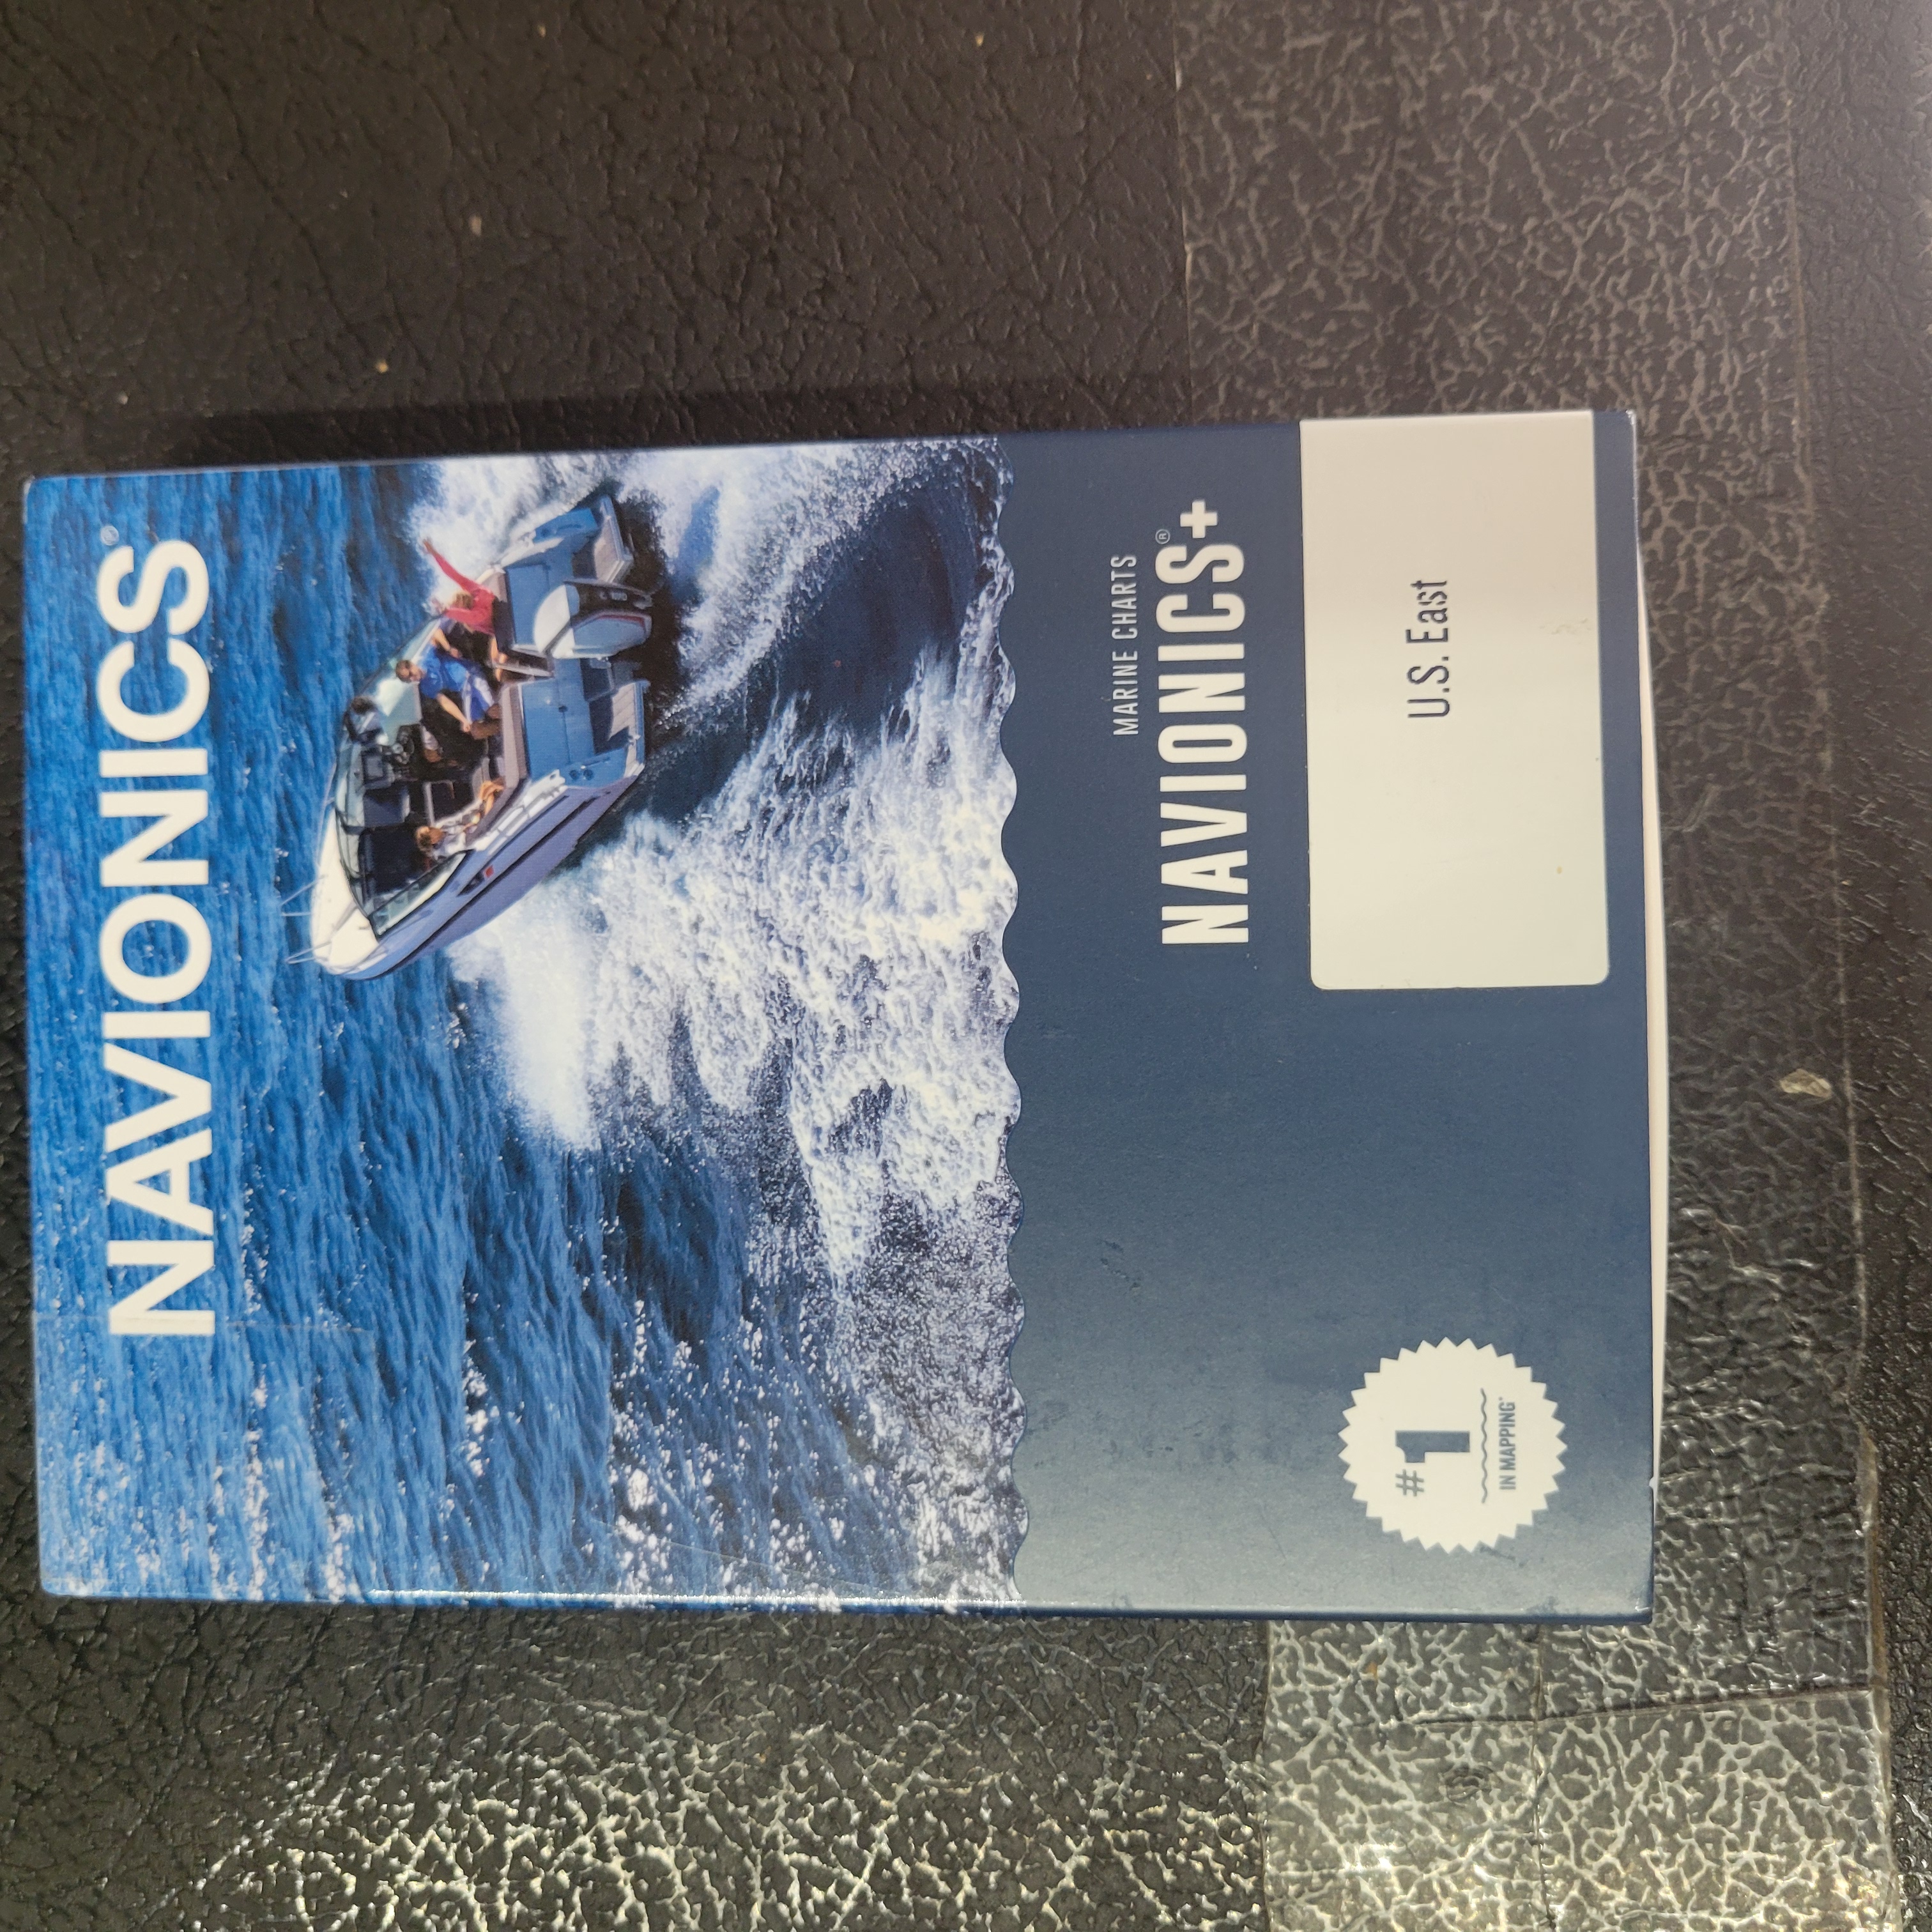 NAVIONICS®
MARINE CHARTS
NAVIONICS®+
U.S. East
#1
IN MAPPING*